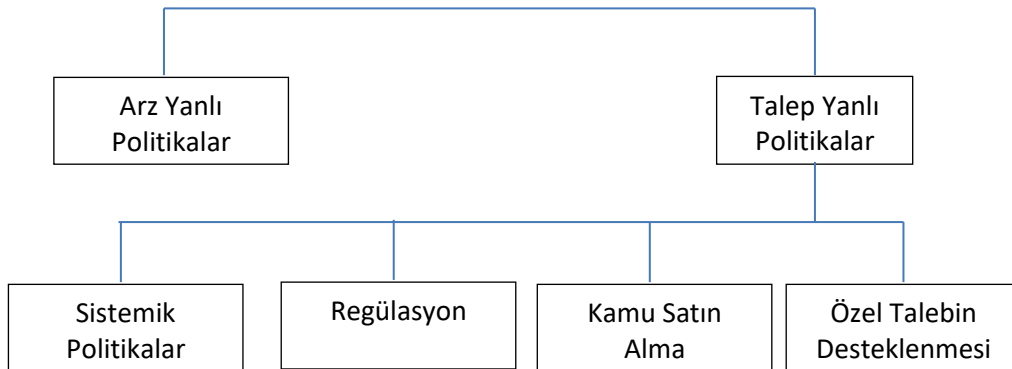 Arz Yanlı
Politikalar
Talep Yanlı
Politikalar
Sistemik
Politikalar
Regülasyon
Kamu Satın
Alma
Özel Talebin
Desteklenmesi